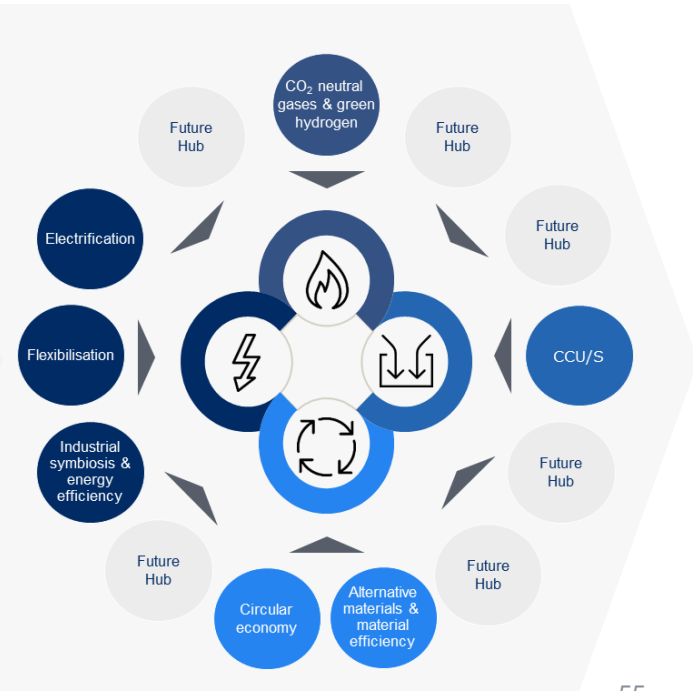 CO₂ neutral
gases & green
hydrogen
Future
Hub
Future
Hub
Electrification
Future
Hub
Flexibilisation
CCU/S
Industrial
symbiosis &
energy
efficiency
Future
Hub
Future
Hub
Future
Hub
Circular
economy
Alternative
materials &
material
efficiency
55